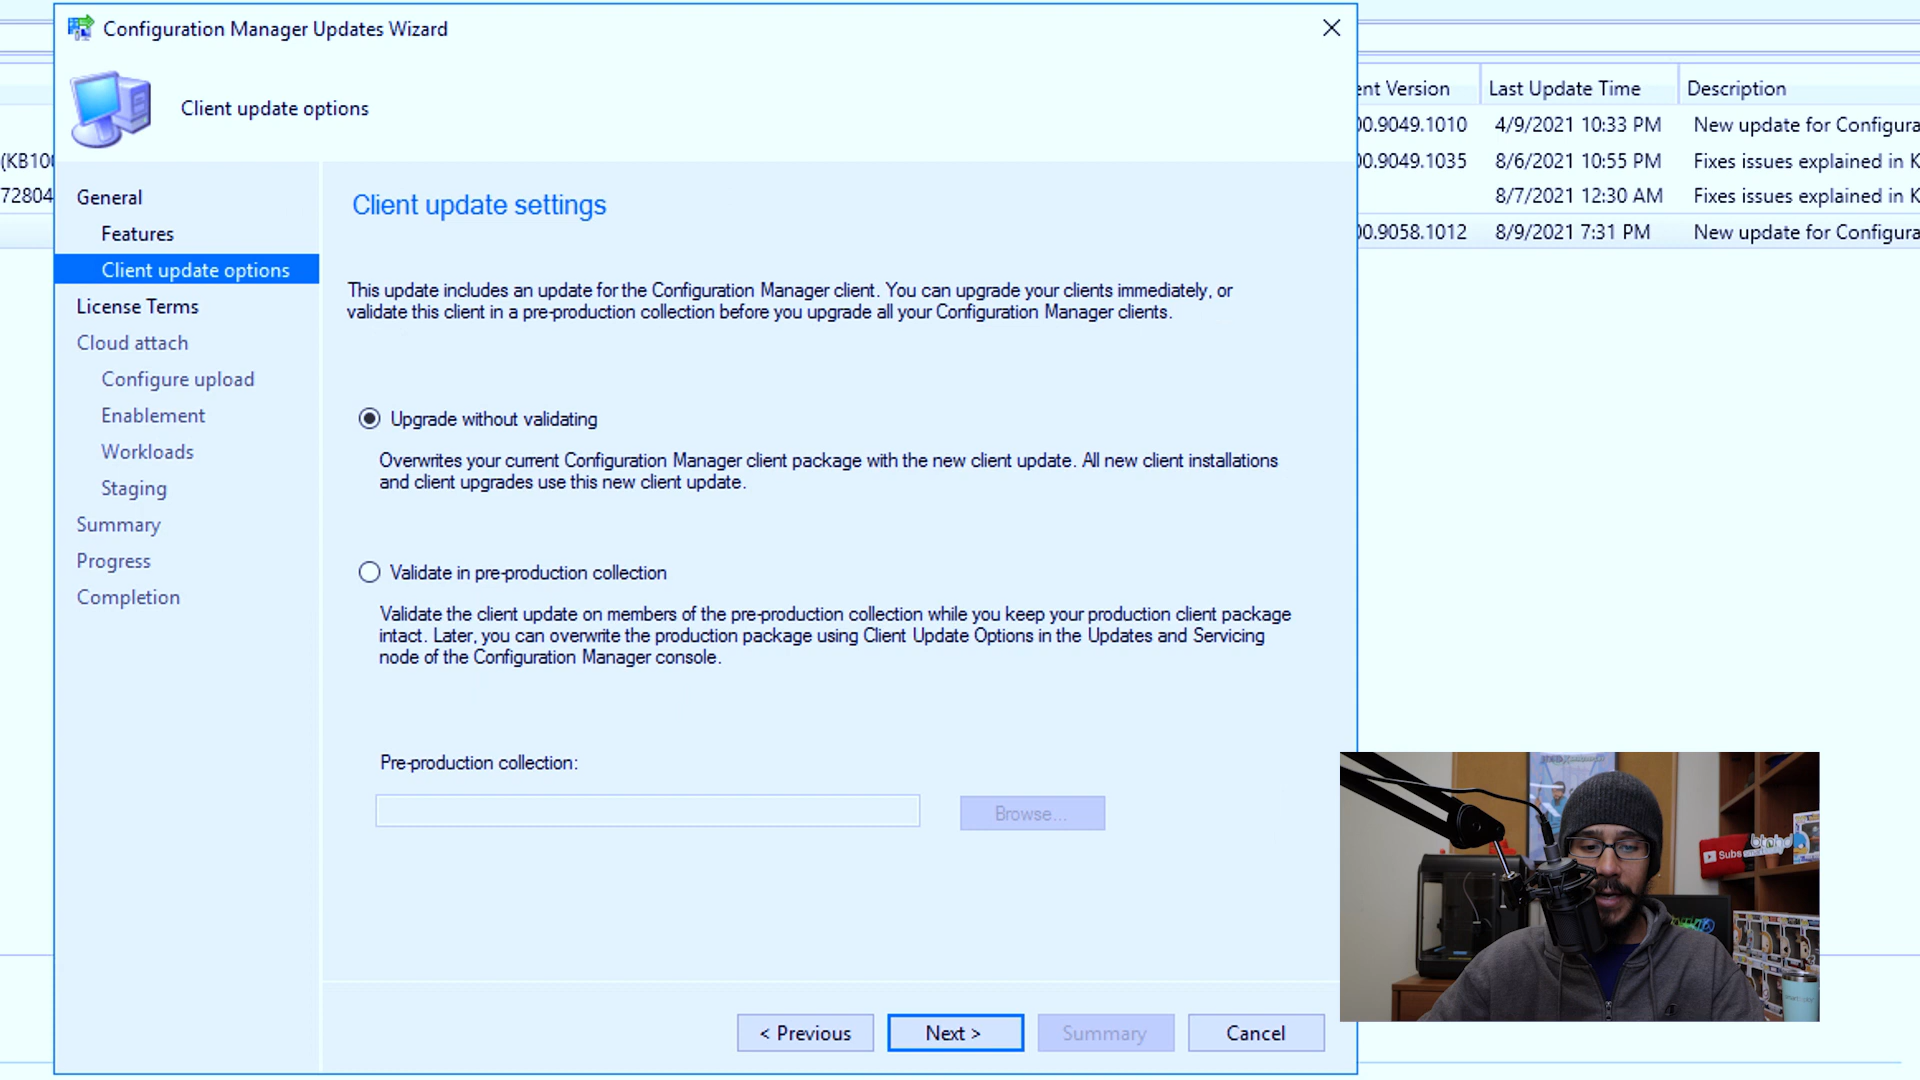 Configuration Manager Updates Wizard
Client update options
General
Features
Client update options
License Terms
Cloud attach
Configure upload
Enablement
Workloads
Staging
Summary
Progress
Completion
Client update settings
This update includes an update for the Configuration Manager client. You can upgrade your clients immediately, or
validate this client in a pre-production collection before you upgrade all your Configuration Manager clients.
Upgrade without validating
Overwrites your current Configuration Manager client package with the new client update. All new client installations
and client upgrades use this new client update.
Validate in pre-production collection
Validate the client update on members of the pre-production collection while you keep your production client package
intact. Later, you can overwrite the production package using Client Update Options in the Updates and Servicing
node of the Configuration Manager console.
Pre-production collection:
Browse...
< Previous
Next >
Summary
Cancel
(KB100
72804
ent Version Last Update Time Description
00.9049.1010 4/9/2021 10:33 PM New update for Configura
00.9049.1035 8/6/2021 10:55 PM Fixes issues explained in K
8/7/2021 12:30 AM Fixes issues explained in K
00.9058.1012 8/9/2021 7:31 PM New update for Configura
Subs
btnhd